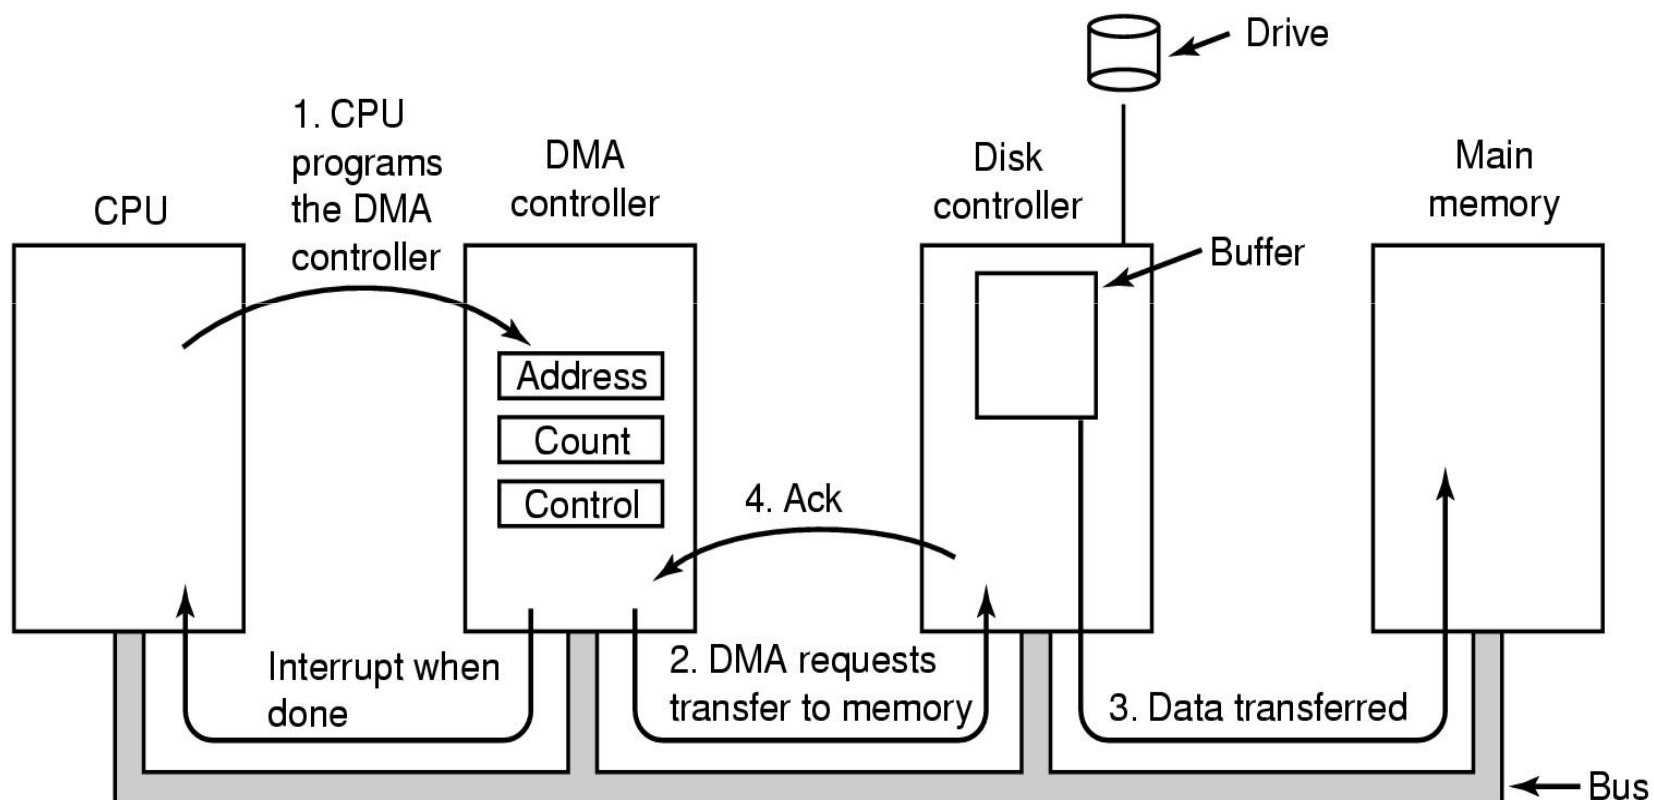 Drive
1. CPU
programs
the DMA
controller
DMA
controller
Disk
controller
Main
memory
CPU
Buffer
Address
Count
Control
4. Ack
Interrupt when
done
2. DMA requests
transfer to memory
3. Data transferred
Bus